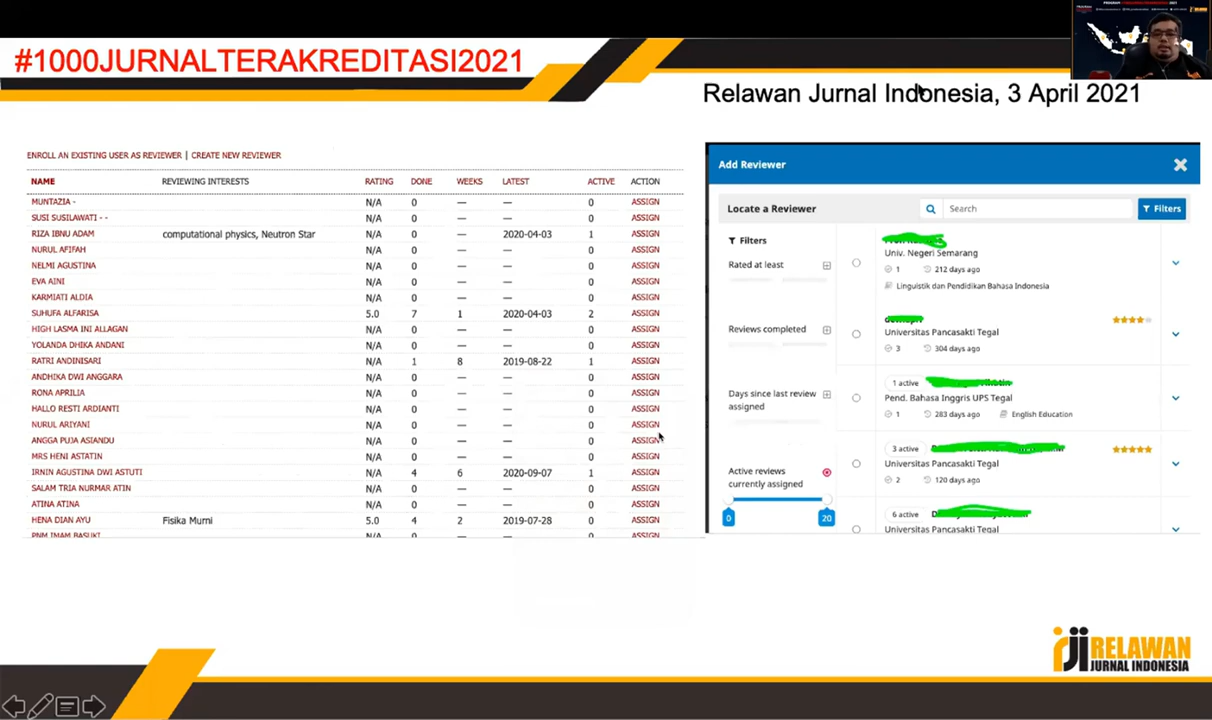 #1000JURNALTERAKREDITASI2021
Relawan Jurnal Indonesia, 3 April 2021
ENROLL AN EXISTING USER AS REVIEWER | CREATE NEW REVIEWER
NAME REVIEWING INTERESTS RATING DONE WEEKS LATEST ACTIVE ACTION
MUNTAZIA - N/A 0 — — 0 ASSIGN
SUSI SUSILAWATI - - N/A 0 — — 0 ASSIGN
RIZA IBNU ADAM computational physics, Neutron Star N/A 0 — 2020-04-03 1 ASSIGN
NURUL AFIFAH N/A 0 — — 0 ASSIGN
NELMI AGUSTINA N/A 0 — — 0 ASSIGN
EVA AINI N/A 0 — — 0 ASSIGN
KARMIATI ALDIA N/A 0 — — 0 ASSIGN
SUHUFA ALFARISA 5.0 7 1 2020-04-03 2 ASSIGN
HIGH LASMA INI ALLAGAN N/A 0 — — 0 ASSIGN
YOLANDA DHIKA ANDANI N/A 0 — — 0 ASSIGN
RATRI ANDINISARI N/A 1 8 2019-08-22 1 ASSIGN
ANDHIKA DWI ANGGARA N/A 0 — — 0 ASSIGN
RONA APRILIA N/A 0 — — 0 ASSIGN
HALLO RESTI ARDIANTI N/A 0 — — 0 ASSIGN
NURUL ARIYANI N/A 0 — — 0 ASSIGN
ANGGA PUJA ASIANDU N/A 0 — — 0 ASSIGN
MRS HENI ASTATIN N/A 0 — — 0 ASSIGN
IRNIN AGUSTINA DWI ASTUTI N/A 4 6 2020-09-07 1 ASSIGN
SALAM TRIA NURMAR ATIN N/A 0 — — 0 ASSIGN
ATINA ATINA N/A 0 — — 0 ASSIGN
HENA DIAN AYU Fisika Murni 5.0 4 2 2019-07-28 0 ASSIGN
PNM IMAM BASUKI N/A 0 — — 0 ASSIGN
Add Reviewer
Locate a Reviewer Search Filters
Filters
Rated at least
Reviews completed
Days since last review
assigned
Active reviews
currently assigned
0 20
Univ. Negeri Semarang
1 212 days ago
Linguistik dan Pendidikan Bahasa Indonesia
Universitas Pancasakti Tegal
3 304 days ago
1 active
Pend. Bahasa Inggris UPS Tegal
1 283 days ago English Education
3 active
Universitas Pancasakti Tegal
2 120 days ago
6 active
Universitas Pancasakti Tegal
rji RELAWAN
JURNAL INDONESIA